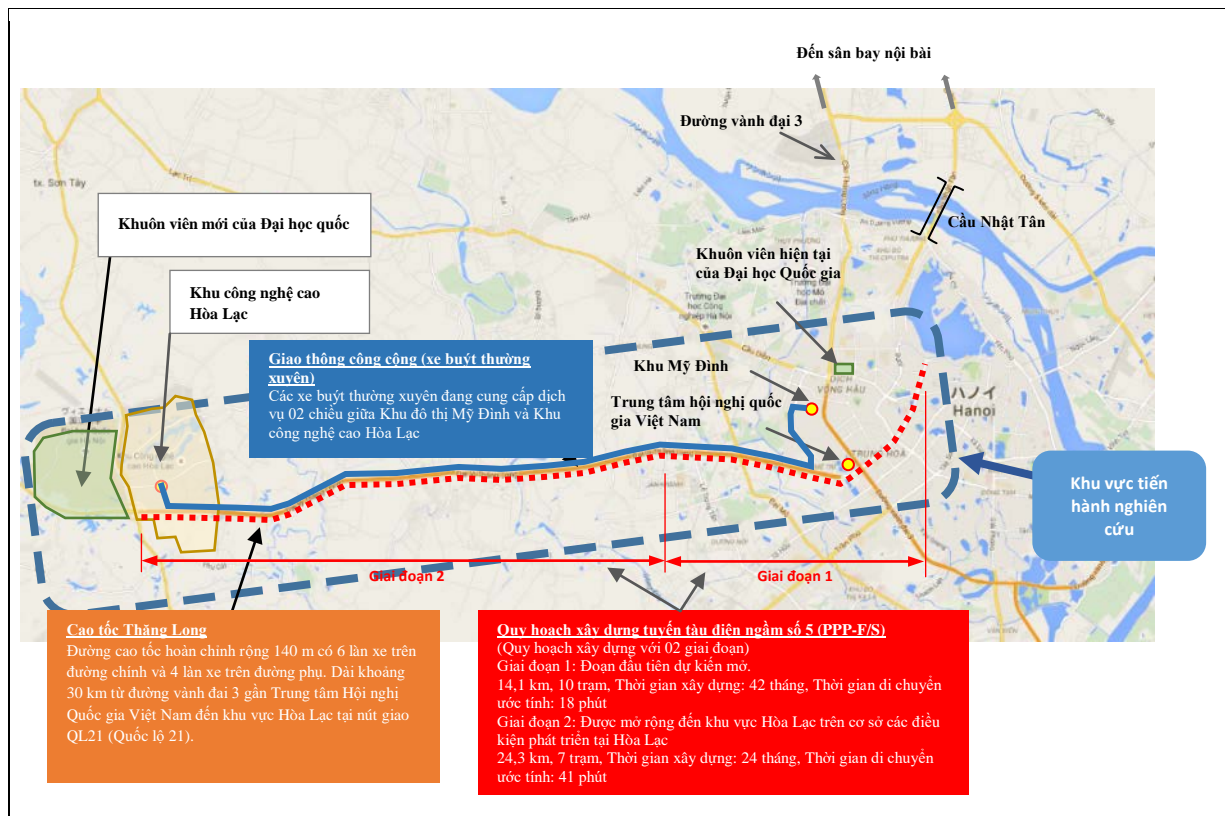 Đến sân bay nội bài
Đường vành đại 3
Cầu Nhật Tân
tx. Sơn Tây
Khuôn viên mới của Đại học quốc
Khuôn viên hiện tại
của Đại học Quốc gia
Khu công nghệ cao
Hòa Lạc
Giao thông công cộng (xe buýt thường
xuyên)
Các xe buýt thường xuyên đang cung cấp dịch
vụ 02 chiều giữa Khu đô thị Mỹ Đình và Khu
công nghệ cao Hòa Lạc
Khu Mỹ Đình
Trung tâm hội nghị quốc
gia Việt Nam
DỊCH
VỌNG HẬU
ハノイ
Hanoi
TRUNG HOA
Khu vực tiến
hành nghiên
cứu
Giai đoạn 2
Giai đoạn 1
Cao tốc Thăng Long
Đường cao tốc hoàn chỉnh rộng 140 m có 6 làn xe trên
đường chính và 4 làn xe trên đường phụ. Dài khoảng
30 km từ đường vành đai 3 gần Trung tâm Hội nghị
Quốc gia Việt Nam đến khu vực Hòa Lạc tại nút giao
QL21 (Quốc lộ 21).
Quy hoạch xây dựng tuyến tàu điện ngầm số 5 (PPP-F/S)
(Quy hoạch xây dựng với 02 giai đoạn)
Giai đoạn 1: Đoạn đầu tiên dự kiến mở.
14,1 km, 10 trạm, Thời gian xây dựng: 42 tháng, Thời gian di chuyển
ước tính: 18 phút
Giai đoạn 2: Được mở rộng đến khu vực Hòa Lạc trên cơ sở các điều
kiện phát triển tại Hòa Lạc
24,3 km, 7 trạm, Thời gian xây dựng: 24 tháng, Thời gian di chuyển
ước tính: 41 phút